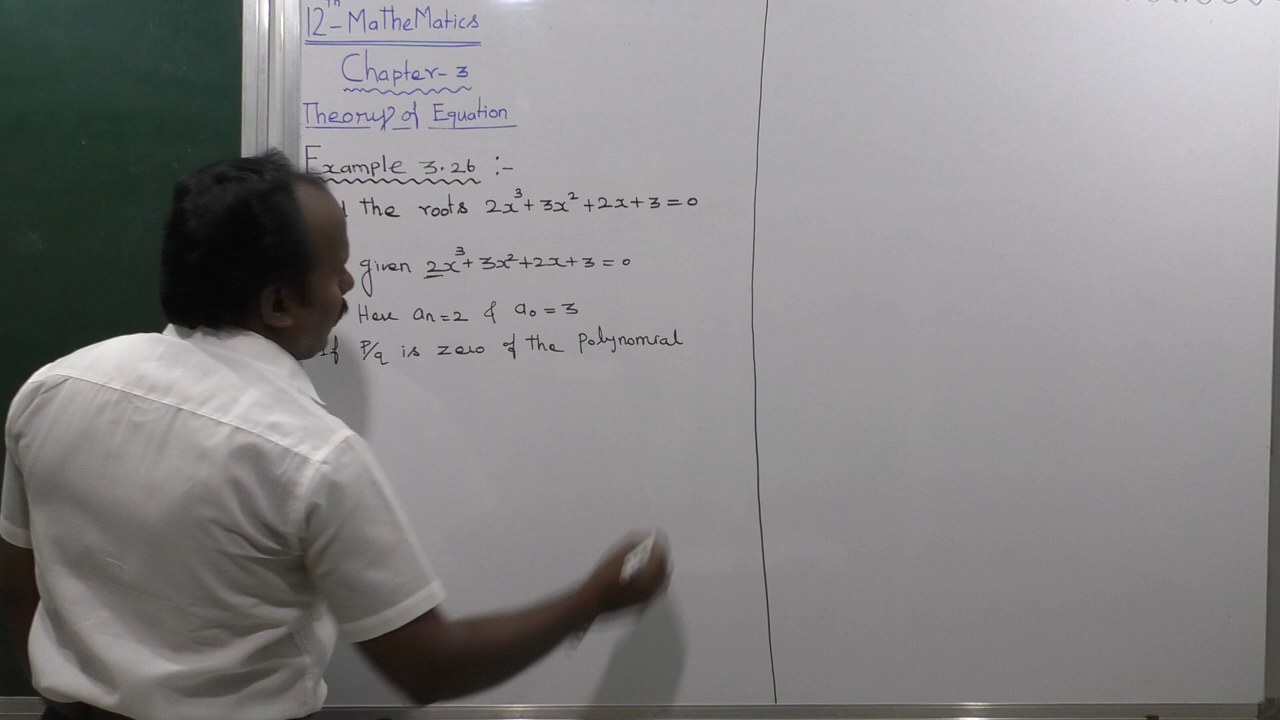 12th - MatheMatics
Chapter - 3
Theory of Equation
Example 3.26 :-
the roots 2x³ + 3x² + 2x + 3 = 0
given 2x³ + 3x² + 2x + 3 = 0
Here an = 2 & a₀ = 3
If P/q is zero of the Polynomial